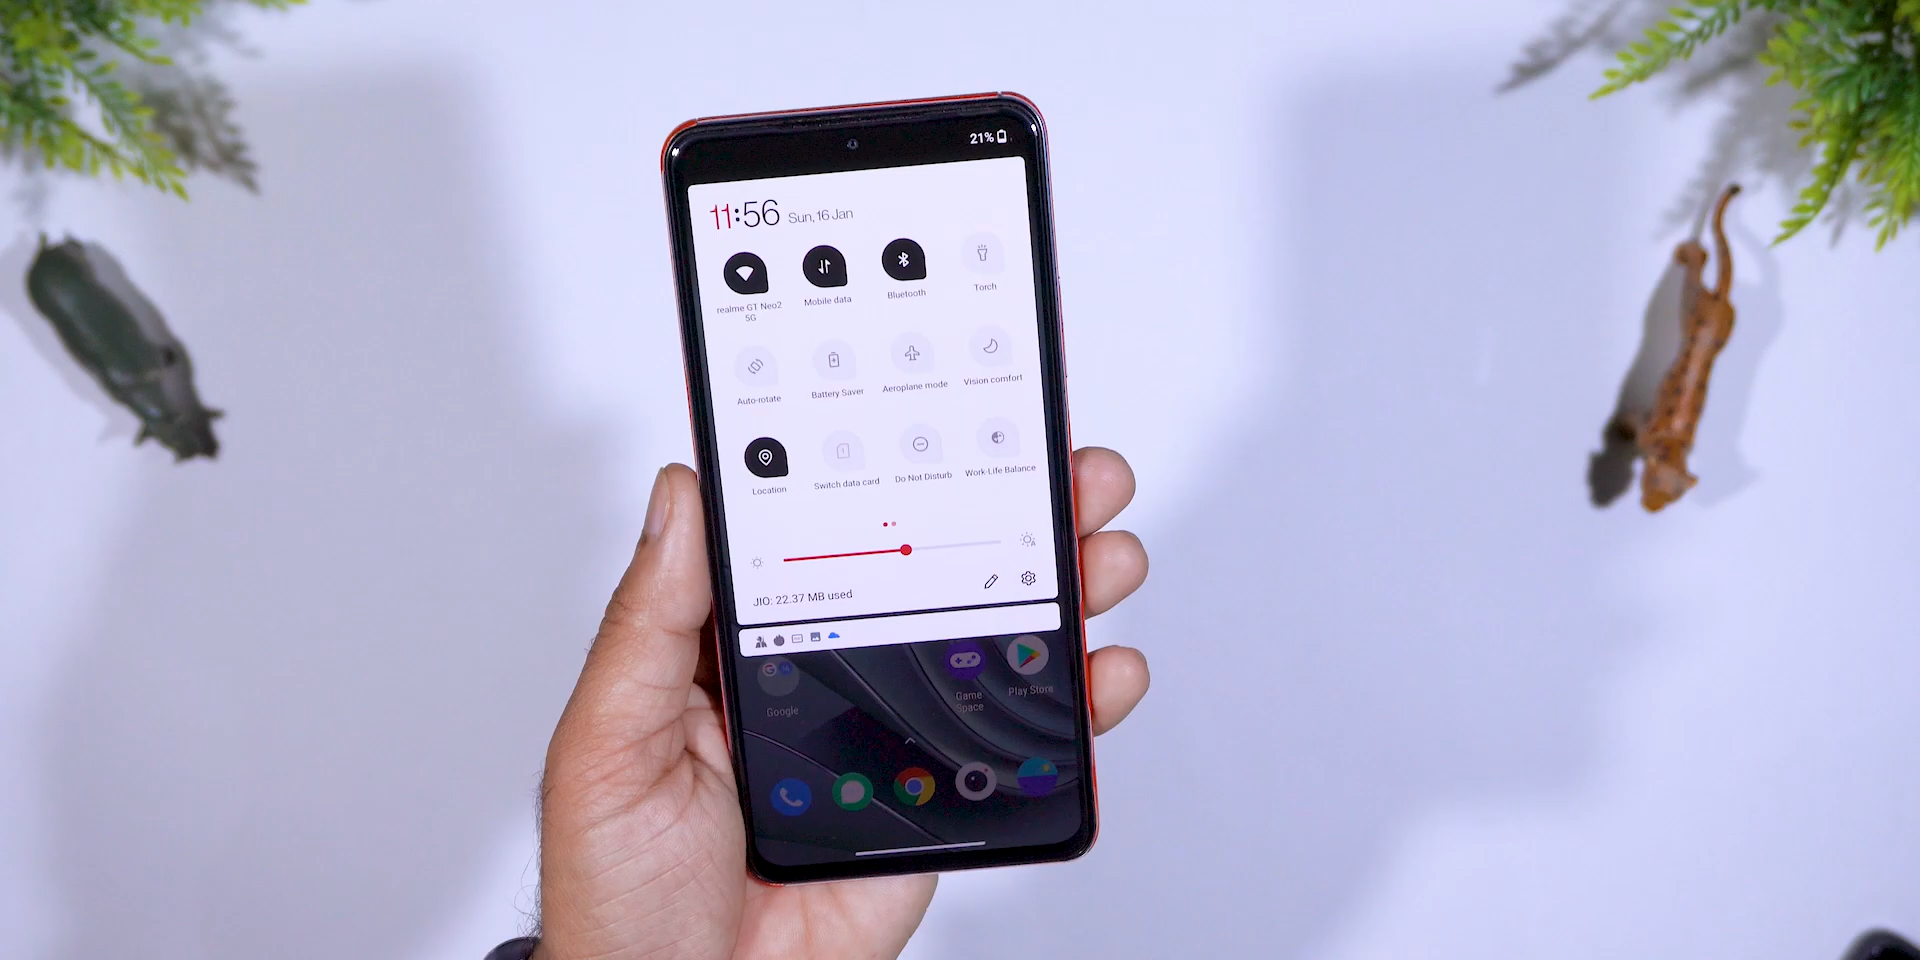 21%
11:56 Sun, 16 Jan
realme GT Neo2
5G
Mobile data
Bluetooth
Torch
Auto-rotate
Battery Saver
Aeroplane mode
Vision comfort
Location
Switch data card
Do Not Disturb
Work-Life Balance
JIO: 22.37 MB used
Google
Game
Space
Play Store